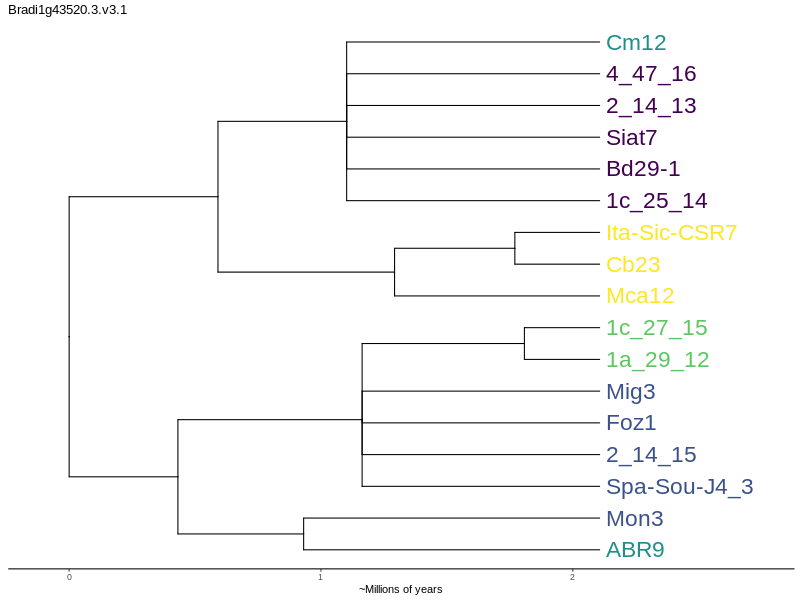 Bradi1g43520.3.v3.1
Cm12
4_47_16
2_14_13
Siat7
Bd29-1
1c_25_14
Ita-Sic-CSR7
Cb23
Mca12
1c_27_15
1a_29_12
Mig3
Foz1
2_14_15
Spa-Sou-J4_3
Mon3
ABR9
0 1 2
~Millions of years